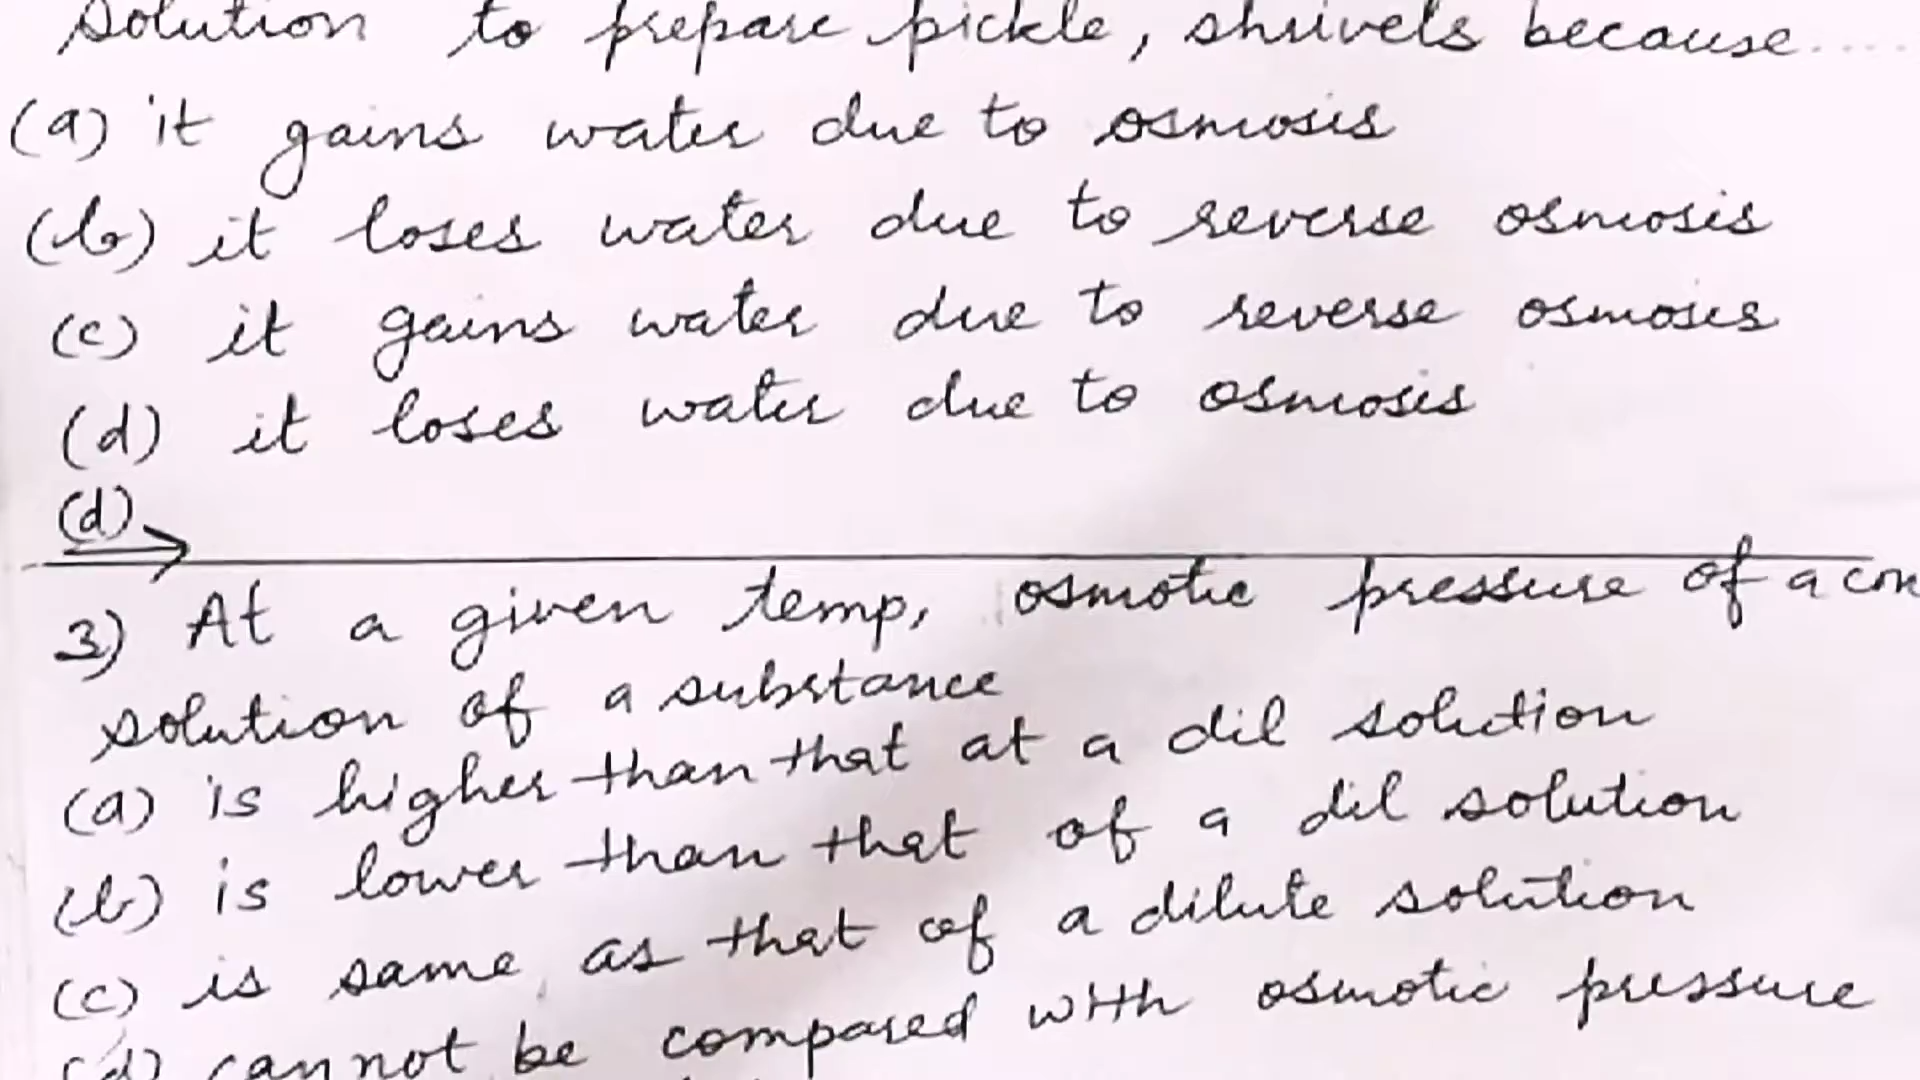 Solution to prepare pickle, shrivels because....
(a) it gains water due to osmosis
(b) it loses water due to reverse osmosis
(c) it gains water due to reverse osmosis
(d) it loses water due to osmosis
(d)
3) At a given temp, osmotic pressure of a con
solution of a substance
(a) is higher than that at a dil solution
(b) is lower than that of a dil solution
(c) is same as that of a dilute solution
(d) cannot be compared with osmotic pressure